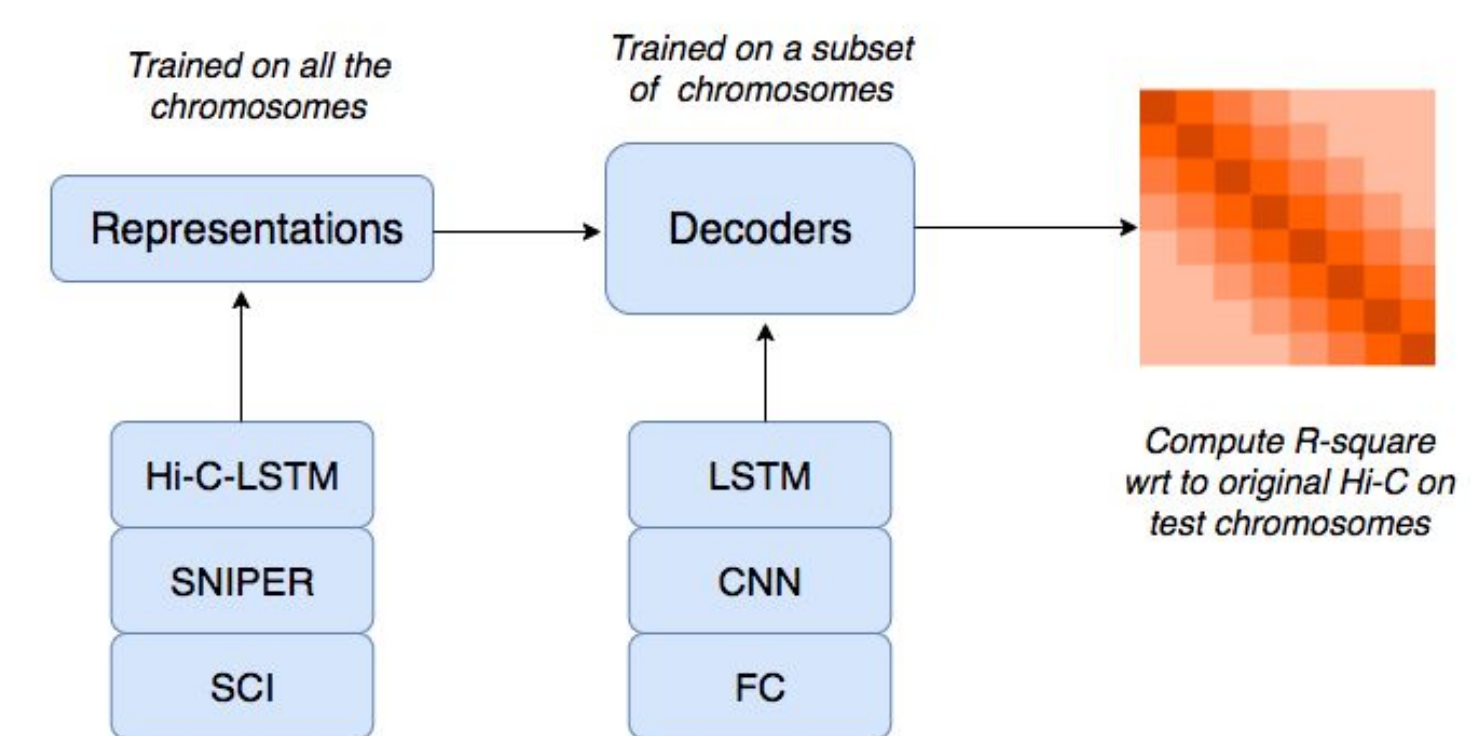 Trained on all the
chromosomes
Trained on a subset
of chromosomes
Representations
Decoders
Hi-C-LSTM
SNIPER
SCI
LSTM
CNN
FC
Compute R-square
wrt to original Hi-C on
test chromosomes